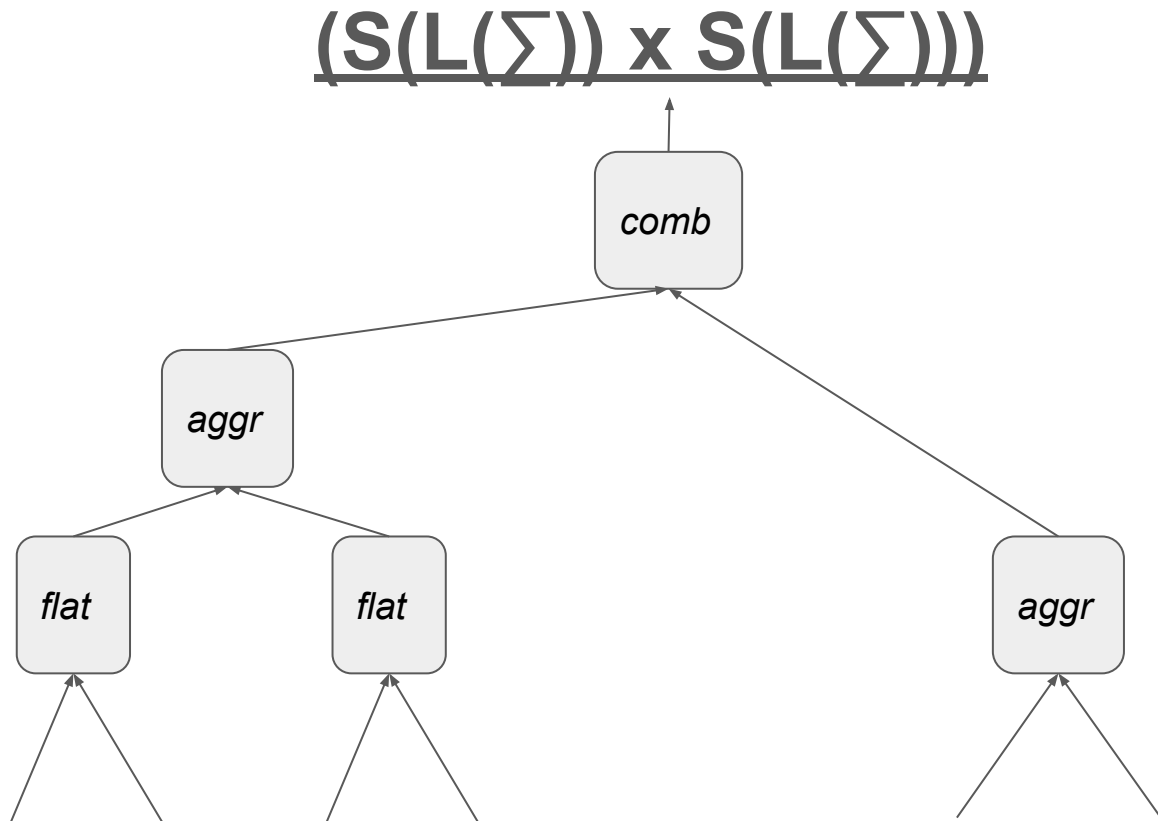 (S(L(∑)) x S(L(∑)))
comb
aggr
flat
flat
aggr